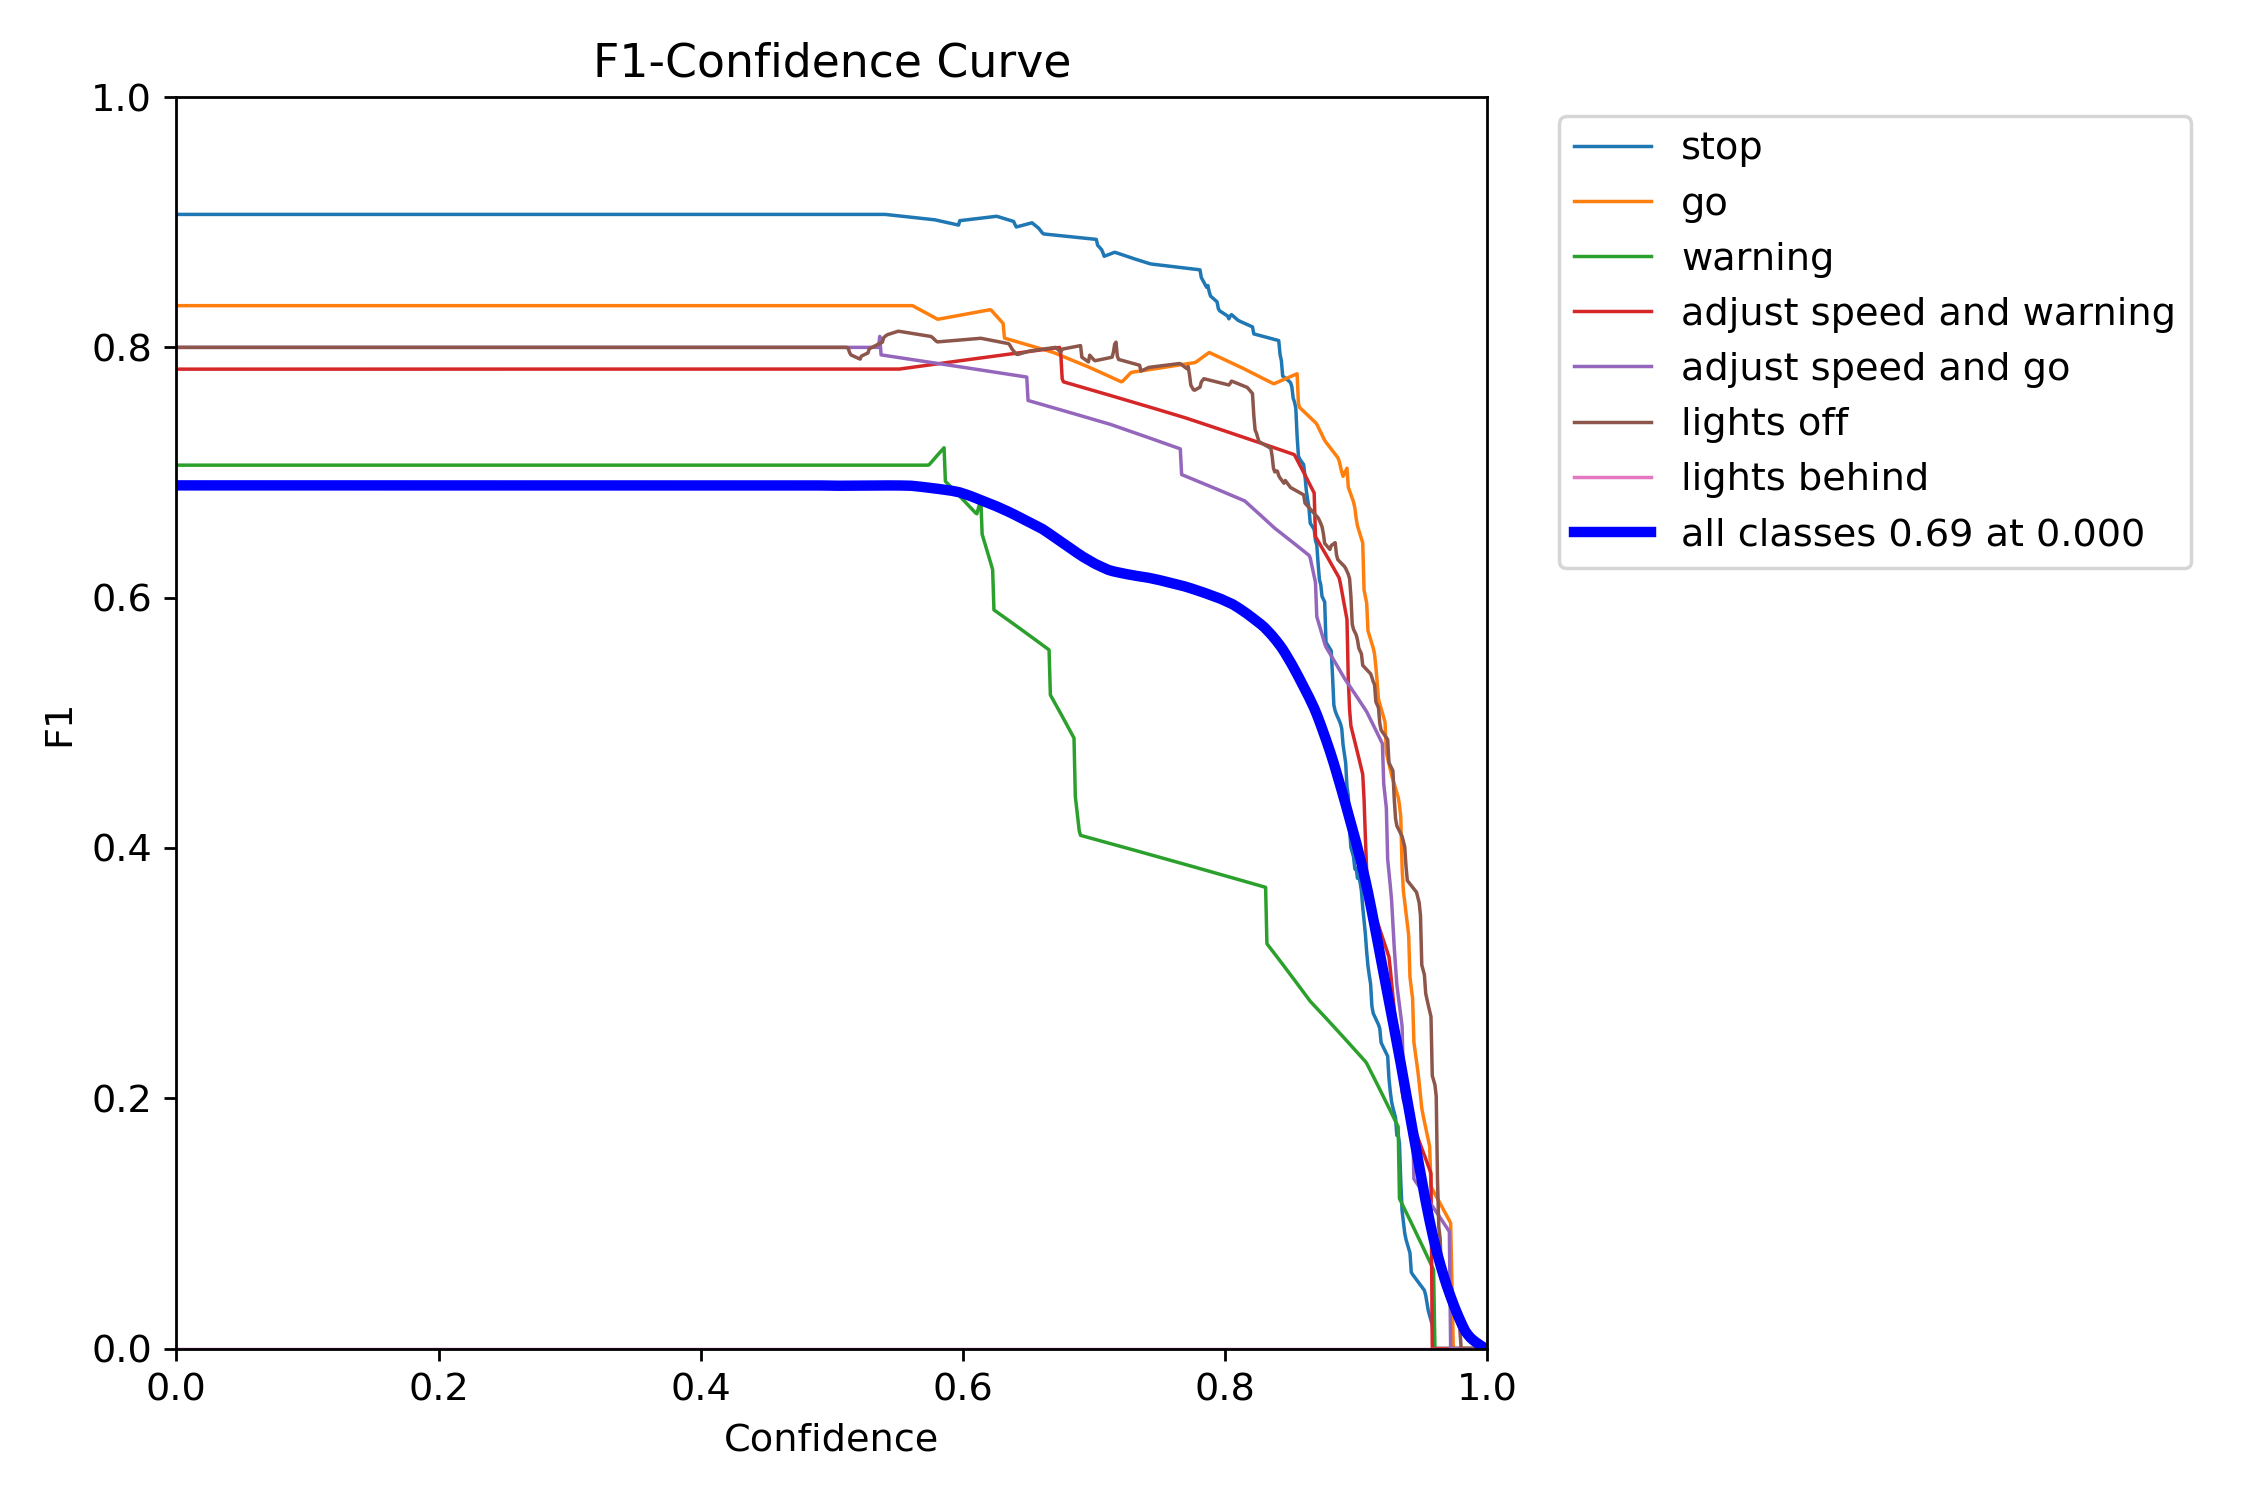 F1-Confidence Curve
1.0
0.8
0.6
0.4
0.2
0.0
F1
0.0 0.2 0.4 0.6 0.8 1.0
Confidence
stop
go
warning
adjust speed and warning
adjust speed and go
lights off
lights behind
all classes 0.69 at 0.000